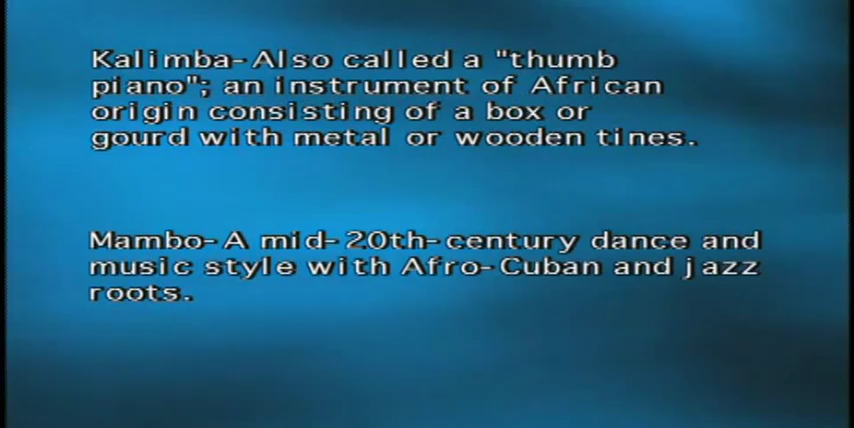 Kalimba-Also called a "thumb
piano"; an instrument of African
origin consisting of a box or
gourd with metal or wooden tines.
Mambo-A mid-20th-century dance and
music style with Afro-Cuban and jazz
roots.